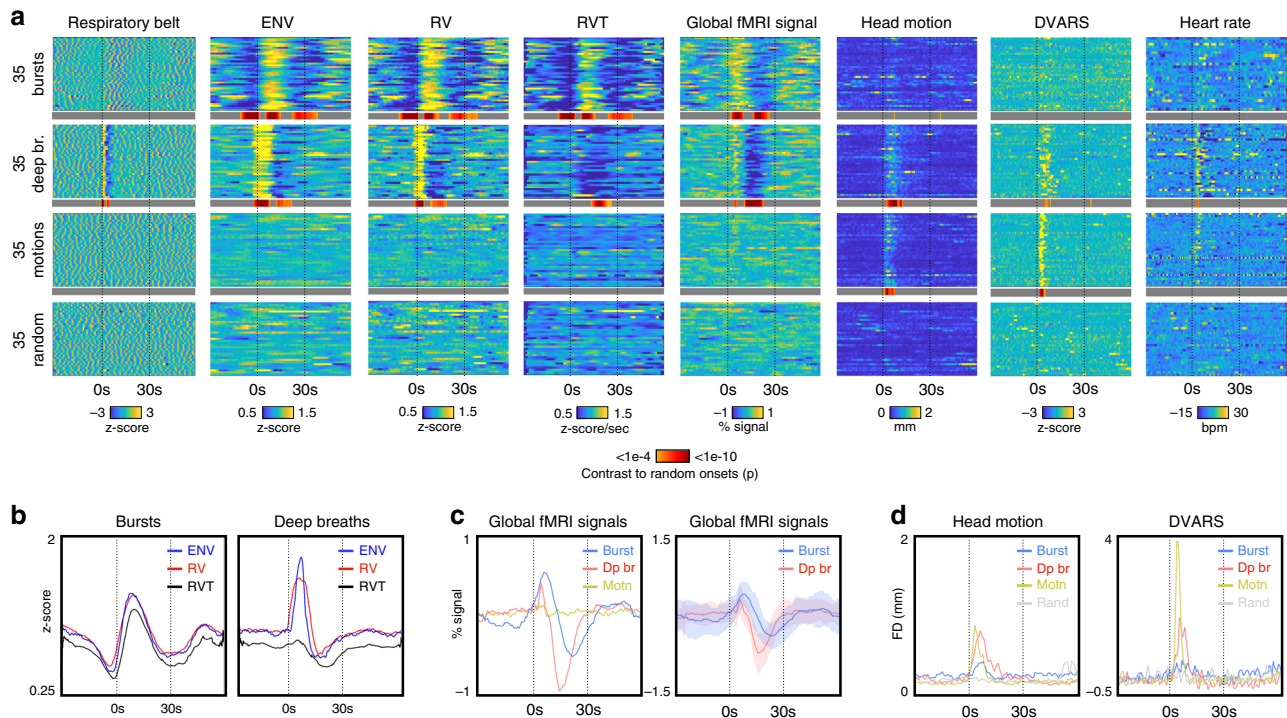 a
Respiratory belt
ENV
RV
RVT
Global fMRI signal
Head motion
DVARS
Heart rate
35
bursts
35
deep br.
35
motions
35
random
0s 30s
0s 30s
0s 30s
0s 30s
0s 30s
0s 30s
0s 30s
0s 30s
−3 3
z-score
0.5 1.5
z-score
0.5 1.5
z-score
0.5 1.5
z-score/sec
−1 1
% signal
0 2
mm
−3 3
z-score
−15 30
bpm
<1e-4 <1e-10
Contrast to random onsets (p)
b
Bursts
2
z-score
0.25
ENV
RV
RVT
0s 30s
Deep breaths
ENV
RV
RVT
0s 30s
c
Global fMRI signals
1
% signal
−1
Burst
Dp br
Motn
0s 30s
Global fMRI signals
1.5
−1.5
Burst
Dp br
0s 30s
d
Head motion
2
FD (mm)
0
Burst
Dp br
Motn
Rand
0s 30s
DVARS
4
−0.5
Burst
Dp br
Motn
Rand
0s 30s